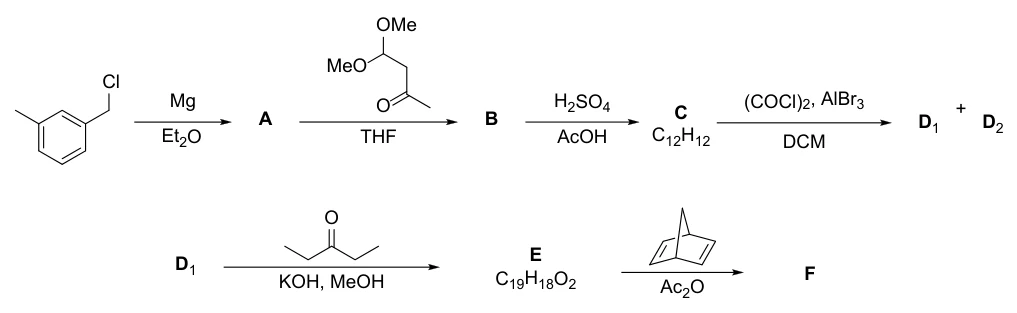 OMe
MeO
Cl
O
Mg
Et₂O
A
THF
B
H₂SO₄
AcOH
C
C₁₂H₁₂
(COCl)₂, AlBr₃
DCM
D₁ + D₂
D₁
O
KOH, MeOH
E
C₁₉H₁₈O₂
Ac₂O
F